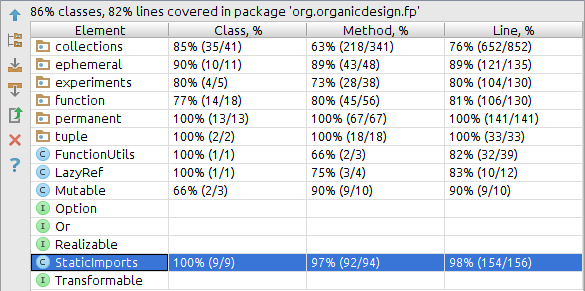 86% classes, 82% lines covered in package 'org.organicdesign.fp'
Element Class, % Method, % Line, %
collections 85% (35/41) 63% (218/341) 76% (652/852)
ephemeral 90% (10/11) 89% (43/48) 89% (121/135)
experiments 80% (4/5) 73% (28/38) 80% (104/130)
function 77% (14/18) 80% (45/56) 81% (106/130)
permanent 100% (13/13) 100% (67/67) 100% (141/141)
tuple 100% (2/2) 100% (18/18) 100% (33/33)
C FunctionUtils 100% (1/1) 66% (2/3) 82% (32/39)
C LazyRef 100% (1/1) 75% (3/4) 83% (10/12)
C Mutable 66% (2/3) 90% (9/10) 90% (9/10)
I Option
I Or
I Realizable
C StaticImports 100% (9/9) 97% (92/94) 98% (154/156)
I Transformable